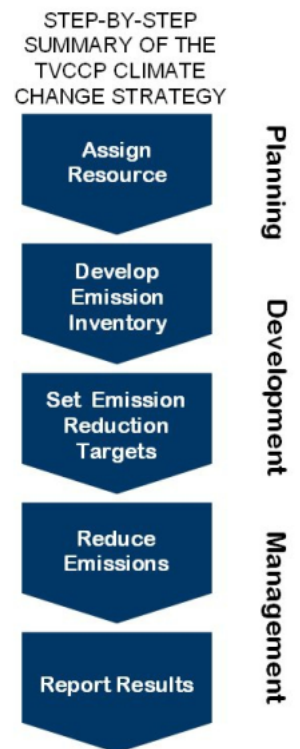 STEP-BY-STEP
SUMMARY OF THE
TVCCP CLIMATE
CHANGE STRATEGY
Assign
Resource
Planning
Develop
Emission
Inventory
Set Emission
Reduction
Targets
Development
Reduce
Emissions
Report Results
Management